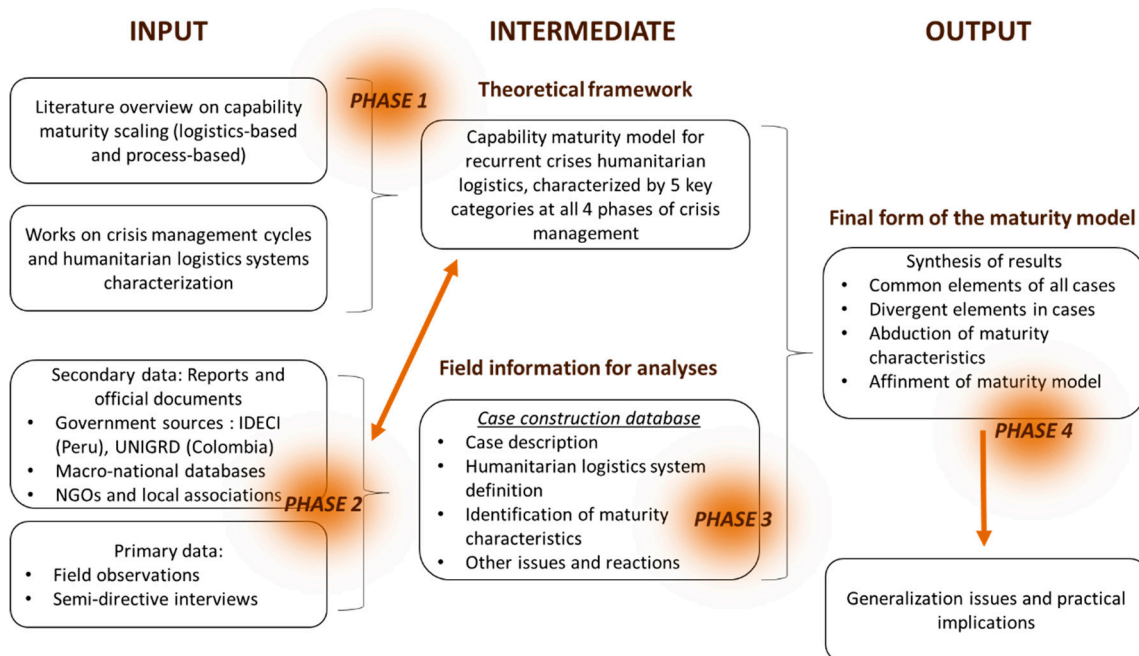 INPUT
INTERMEDIATE
OUTPUT
PHASE 1
Literature overview on capability
maturity scaling (logistics-based
and process-based)
Works on crisis management cycles
and humanitarian logistics systems
characterization
Theoretical framework
Capability maturity model for
recurrent crises humanitarian
logistics, characterized by 5 key
categories at all 4 phases of crisis
management
Secondary data: Reports and
official documents
• Government sources : IDECI
(Peru), UNIGRD (Colombia)
• Macro-national databases
• NGOs and local associations
PHASE 2
Primary data:
• Field observations
• Semi-directive interviews
Field information for analyses
Case construction database
• Case description
• Humanitarian logistics system
definition
• Identification of maturity
characteristics
• Other issues and reactions
PHASE 3
Final form of the maturity model
Synthesis of results
• Common elements of all cases
• Divergent elements in cases
• Abduction of maturity
characteristics
• Affinment of maturity model
PHASE 4
Generalization issues and practical
implications